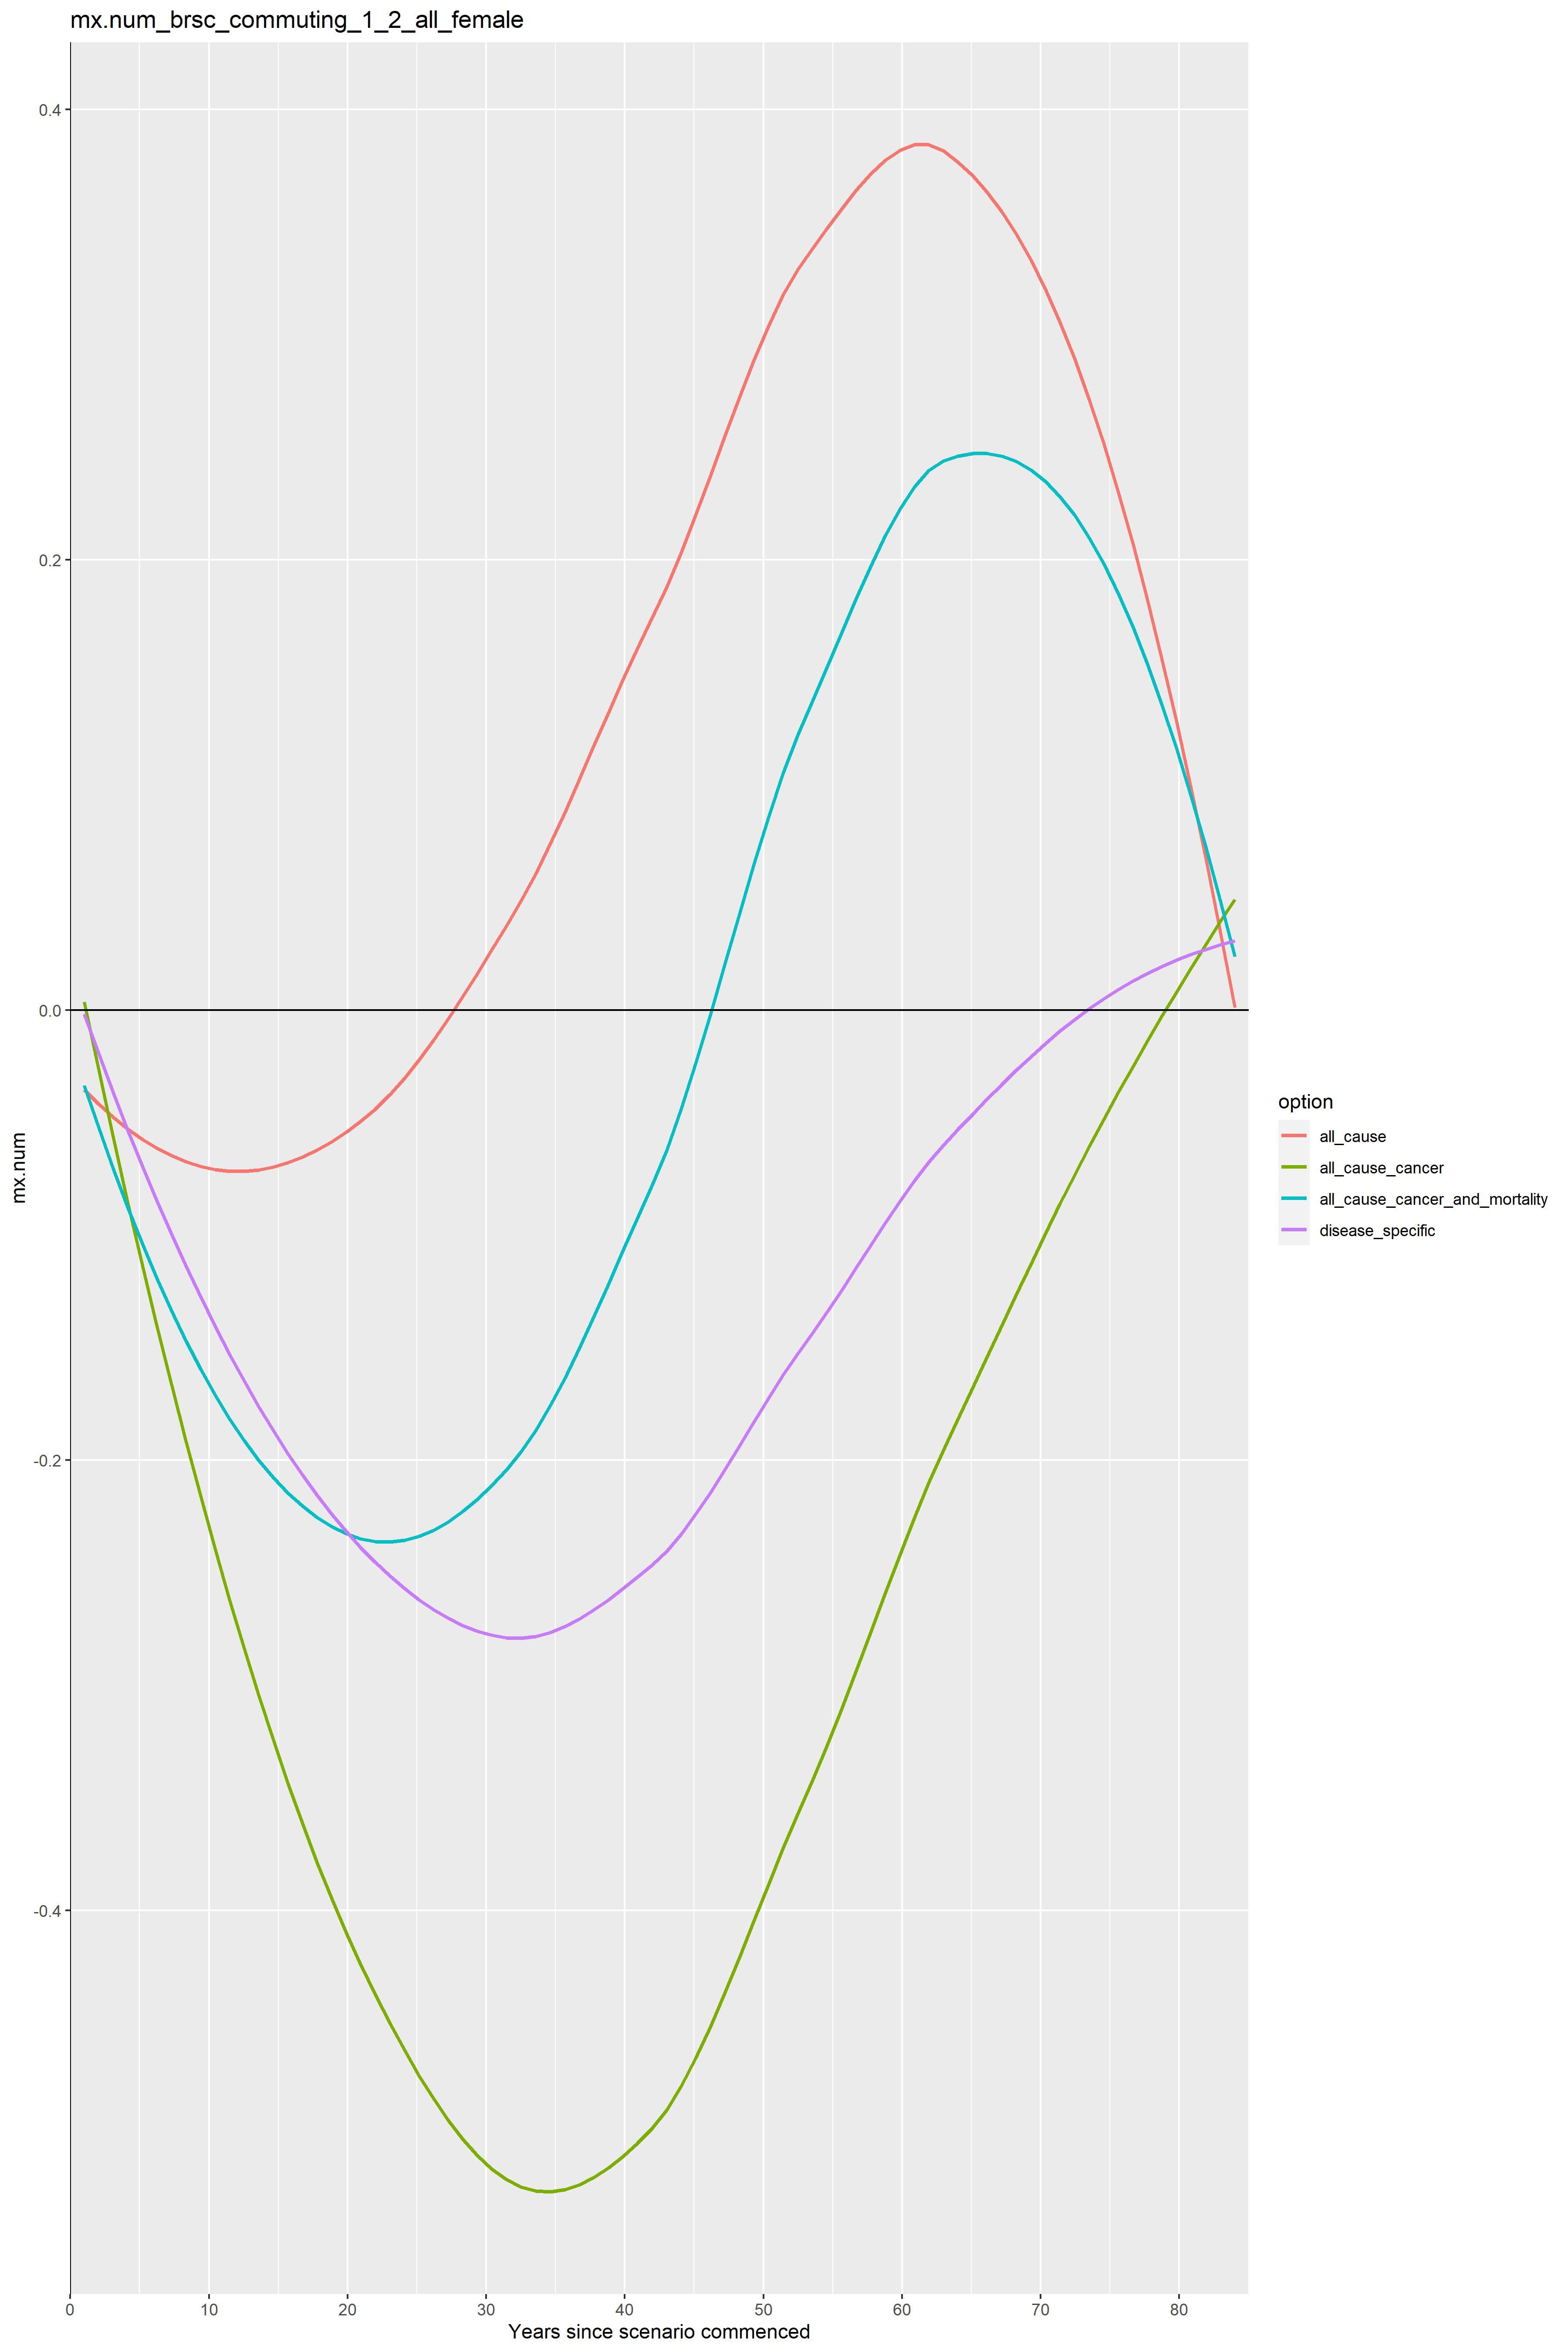 mx.num_brsc_commuting_1_2_all_female
0.4
0.2
0.0
-0.2
-0.4
mx.num
0 10 20 30 40 50 60 70 80
Years since scenario commenced
option
all_cause
all_cause_cancer
all_cause_cancer_and_mortality
disease_specific